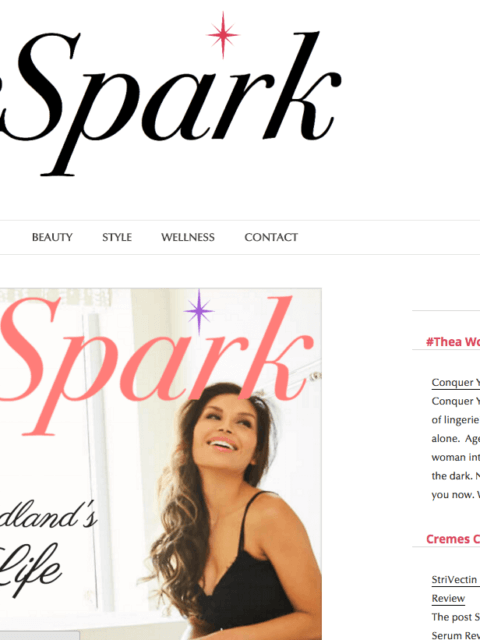 Spark
BEAUTY STYLE WELLNESS CONTACT
Spark
dland's
Life
#Thea Wo
Conquer Y
Conquer Y
of lingerie
alone. Age
woman int
the dark. N
you now. W
Cremes C
StriVectin
Review
The post S
Serum Rev